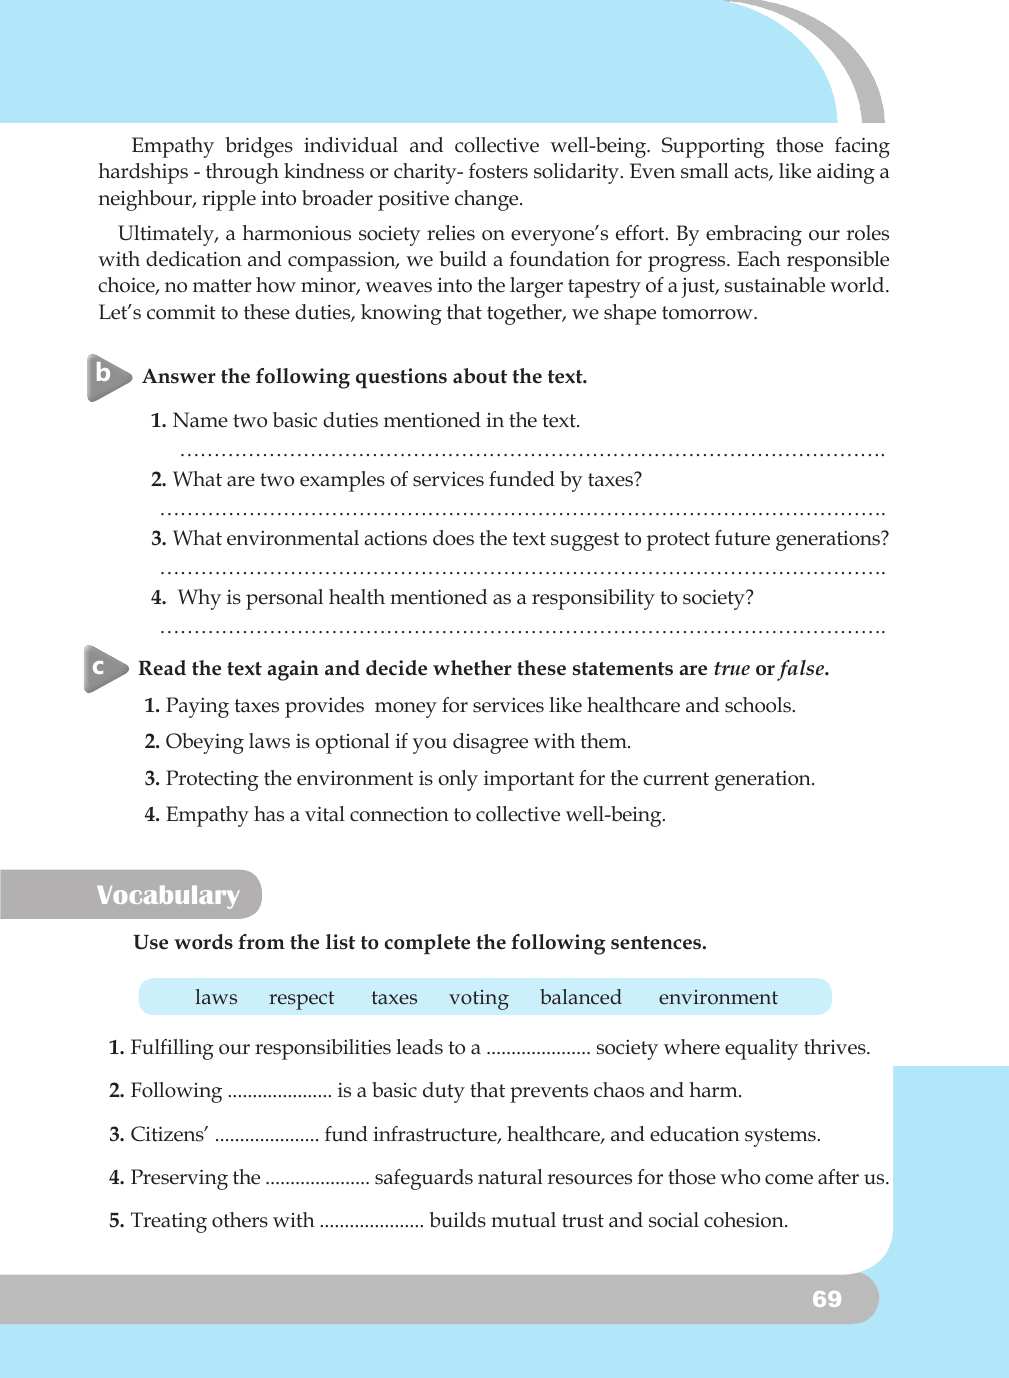 Empathy bridges individual and collective well-being. Supporting those facing
hardships - through kindness or charity- fosters solidarity. Even small acts, like aiding a
neighbour, ripple into broader positive change.
Ultimately, a harmonious society relies on everyone's effort. By embracing our roles
with dedication and compassion, we build a foundation for progress. Each responsible
choice, no matter how minor, weaves into the larger tapestry of a just, sustainable world.
Let's commit to these duties, knowing that together, we shape tomorrow.
b Answer the following questions about the text.
1. Name two basic duties mentioned in the text.
………………………………………………………………………………………….
2. What are two examples of services funded by taxes?
…………………………………………………………………………………………….
3. What environmental actions does the text suggest to protect future generations?
…………………………………………………………………………………………….
4. Why is personal health mentioned as a responsibility to society?
…………………………………………………………………………………………….
c Read the text again and decide whether these statements are true or false.
1. Paying taxes provides money for services like healthcare and schools.
2. Obeying laws is optional if you disagree with them.
3. Protecting the environment is only important for the current generation.
4. Empathy has a vital connection to collective well-being.
Vocabulary
Use words from the list to complete the following sentences.
laws respect taxes voting balanced environment
1. Fulfilling our responsibilities leads to a ..................... society where equality thrives.
2. Following ..................... is a basic duty that prevents chaos and harm.
3. Citizens' ..................... fund infrastructure, healthcare, and education systems.
4. Preserving the ..................... safeguards natural resources for those who come after us.
5. Treating others with ..................... builds mutual trust and social cohesion.
69